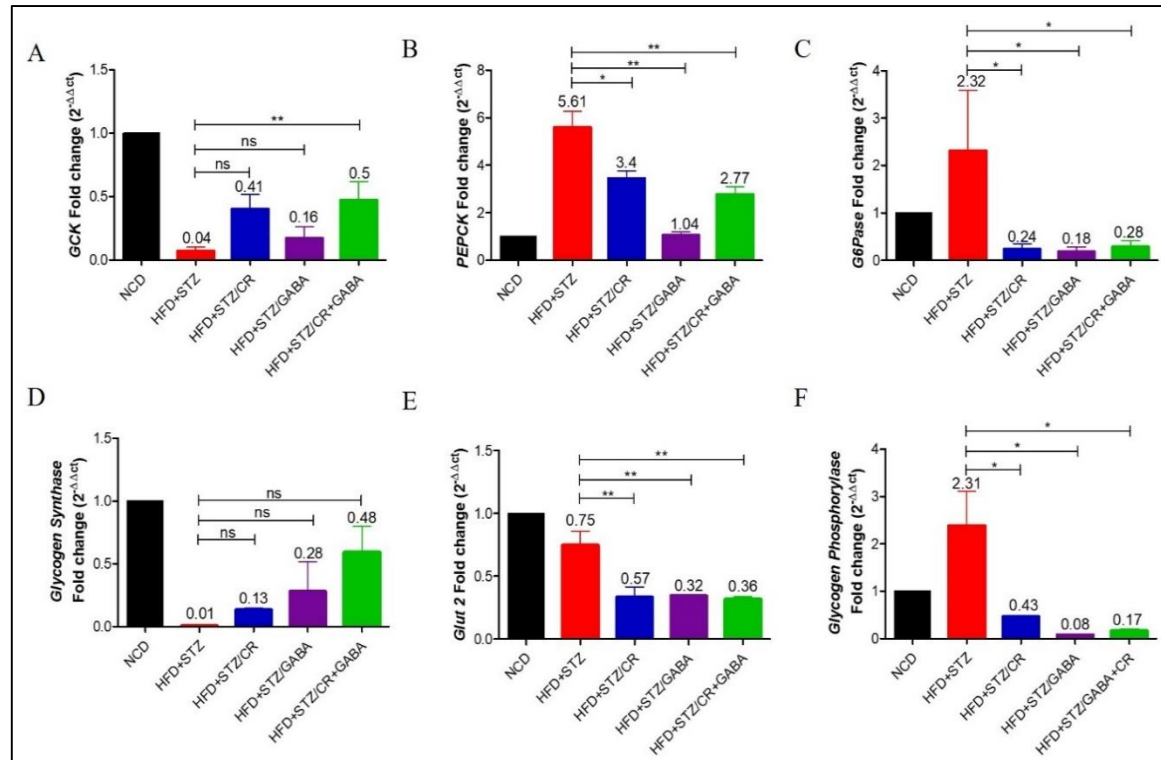 A
GCK Fold change (2-ΔΔct)
1.5
1.0
0.5
0.0
**
ns
ns
0.04
0.41
0.16
0.5
NCD
HFD+STZ
HFD+STZ/CR
HFD+STZ/GABA
HFD+STZ/CR+GABA
B
PEPCK Fold change (2-ΔΔct)
8
6
4
2
0
**
**
*
5.61
3.4
1.04
2.77
NCD
HFD+STZ
HFD+STZ/CR
HFD+STZ/GABA
HFD+STZ/CR+GABA
C
G6Pase Fold change (2-ΔΔct)
4
3
2
1
0
*
*
*
2.32
0.24
0.18
0.28
NCD
HFD+STZ
HFD+STZ/CR
HFD+STZ/GABA
HFD+STZ/CR+GABA
D
Glycogen Synthase
Fold change (2-ΔΔct)
1.5
1.0
0.5
0.0
ns
ns
ns
0.01
0.13
0.28
0.48
NCD
HFD+STZ
HFD+STZ/CR
HFD+STZ/GABA
HFD+STZ/CR+GABA
E
Glut 2 Fold change (2-ΔΔct)
1.5
1.0
0.5
0.0
**
**
**
0.75
0.57
0.32
0.36
NCD
HFD+STZ
HFD+STZ/CR
HFD+STZ/GABA
HFD+STZ/CR+GABA
F
Glycogen Phosphorylase
Fold change (2-ΔΔct)
4
3
2
1
0
*
*
*
2.31
0.43
0.08
0.17
NCD
HFD+STZ
HFD+STZ/CR
HFD+STZ/GABA
HFD+STZ/GABA+CR